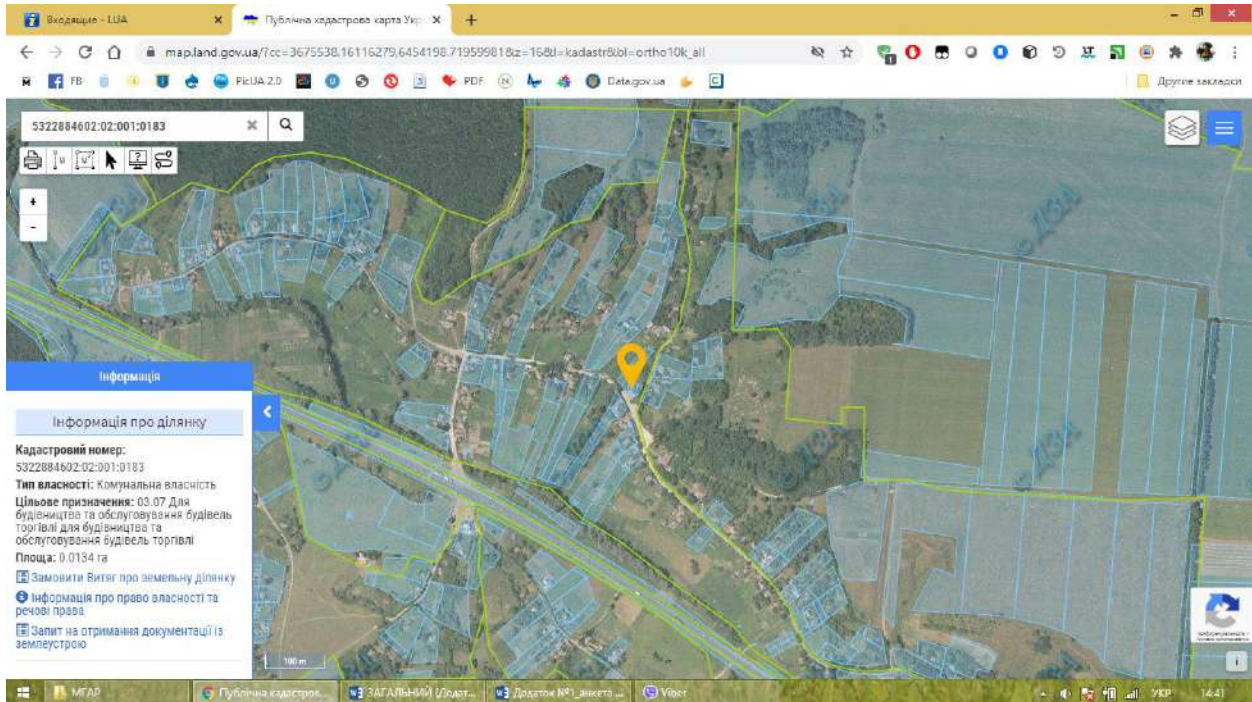 Входящие - I.UA
Публічна кадастрова карта Укр
map.land.gov.ua/?cc=3675538.16116279,6454198.71959981&z=16&l=kadastr&bl=ortho10k_all
FB
PicUA 2.0
PDF
Data.gov.ua
Другие закладки
5322884602:02:001:0183
+
-
© ДЗЗА
Інформація
Інформація про ділянку
Кадастровий номер:
5322884602:02:001:0183
Тип власності: Комунальна власність
Цільове призначення: 03.07 Для
будівництва та обслуговування будівель
торгівлі для будівництва та
обслуговування будівель торгівлі
Площа: 0.0134 га
Замовити Витяг про земельну ділянку
Інформація про право власності та
речові права
Запит на отримання документації із
землеустрою
100 m
МГАР
Публічна кадастров...
ЗАГАЛЬНИЙ (Додат...
Додаток №1_анкета ...
Viber
УКР
14:41